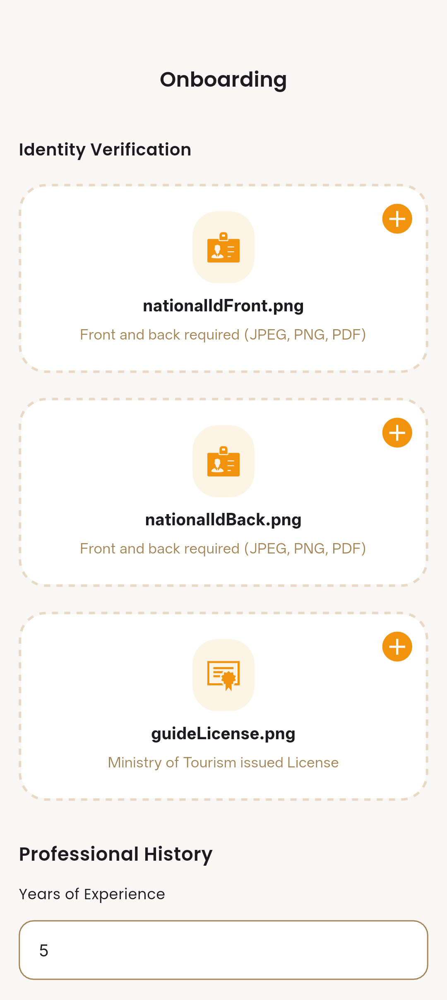 Onboarding
Identity Verification
nationalIdFront.png
Front and back required (JPEG, PNG, PDF)
nationalIdBack.png
Front and back required (JPEG, PNG, PDF)
guideLicense.png
Ministry of Tourism issued License
Professional History
Years of Experience
5